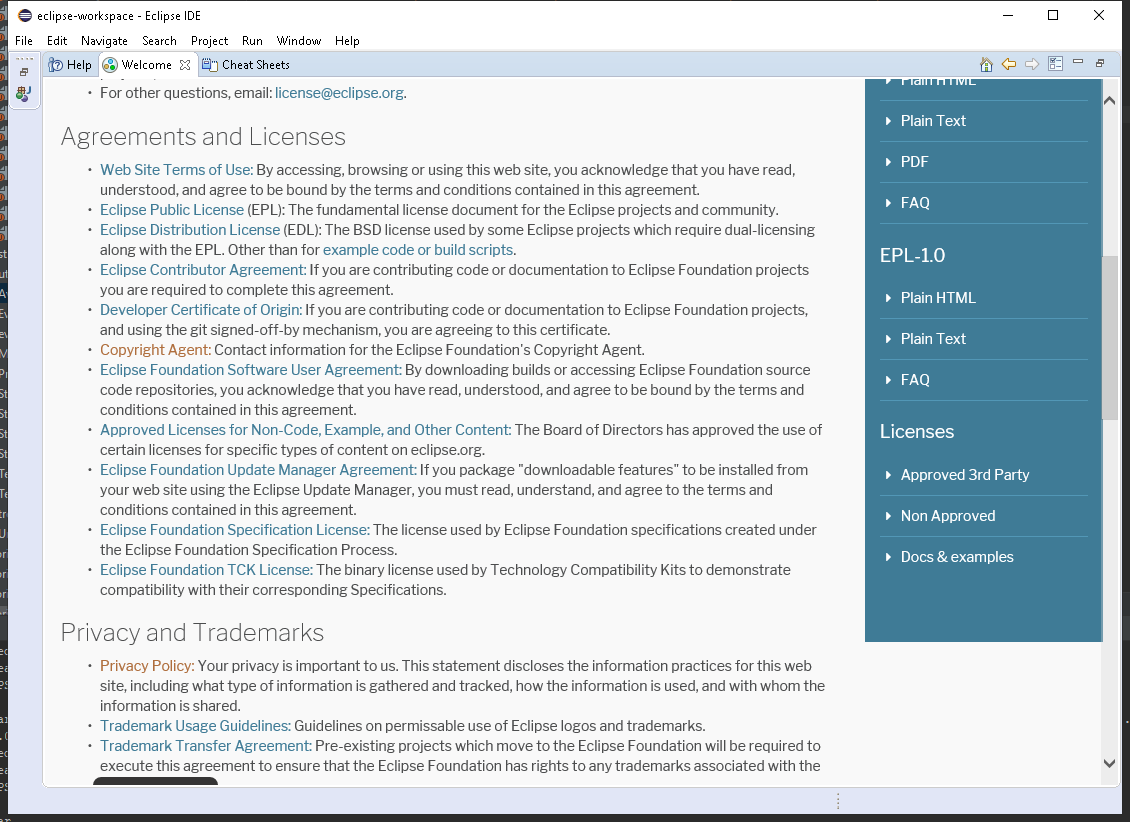 eclipse-workspace - Eclipse IDE
File Edit Navigate Search Project Run Window Help
Help Welcome Cheat Sheets
• For other questions, email: license@eclipse.org.
Agreements and Licenses
• Web Site Terms of Use: By accessing, browsing or using this web site, you acknowledge that you have read,
understood, and agree to be bound by the terms and conditions contained in this agreement.
• Eclipse Public License (EPL): The fundamental license document for the Eclipse projects and community.
• Eclipse Distribution License (EDL): The BSD license used by some Eclipse projects which require dual-licensing
along with the EPL. Other than for example code or build scripts.
• Eclipse Contributor Agreement: If you are contributing code or documentation to Eclipse Foundation projects
you are required to complete this agreement.
• Developer Certificate of Origin: If you are contributing code or documentation to Eclipse Foundation projects,
and using the git signed-off-by mechanism, you are agreeing to this certificate.
• Copyright Agent: Contact information for the Eclipse Foundation's Copyright Agent.
• Eclipse Foundation Software User Agreement: By downloading builds or accessing Eclipse Foundation source
code repositories, you acknowledge that you have read, understood, and agree to be bound by the terms and
conditions contained in this agreement.
• Approved Licenses for Non-Code, Example, and Other Content: The Board of Directors has approved the use of
certain licenses for specific types of content on eclipse.org.
• Eclipse Foundation Update Manager Agreement: If you package "downloadable features" to be installed from
your web site using the Eclipse Update Manager, you must read, understand, and agree to the terms and
conditions contained in this agreement.
• Eclipse Foundation Specification License: The license used by Eclipse Foundation specifications created under
the Eclipse Foundation Specification Process.
• Eclipse Foundation TCK License: The binary license used by Technology Compatibility Kits to demonstrate
compatibility with their corresponding Specifications.
Privacy and Trademarks
• Privacy Policy: Your privacy is important to us. This statement discloses the information practices for this web
site, including what type of information is gathered and tracked, how the information is used, and with whom the
information is shared.
• Trademark Usage Guidelines: Guidelines on permissable use of Eclipse logos and trademarks.
• Trademark Transfer Agreement: Pre-existing projects which move to the Eclipse Foundation will be required to
execute this agreement to ensure that the Eclipse Foundation has rights to any trademarks associated with the
Plain HTML
Plain Text
PDF
FAQ
EPL-1.0
Plain HTML
Plain Text
FAQ
Licenses
Approved 3rd Party
Non Approved
Docs & examples